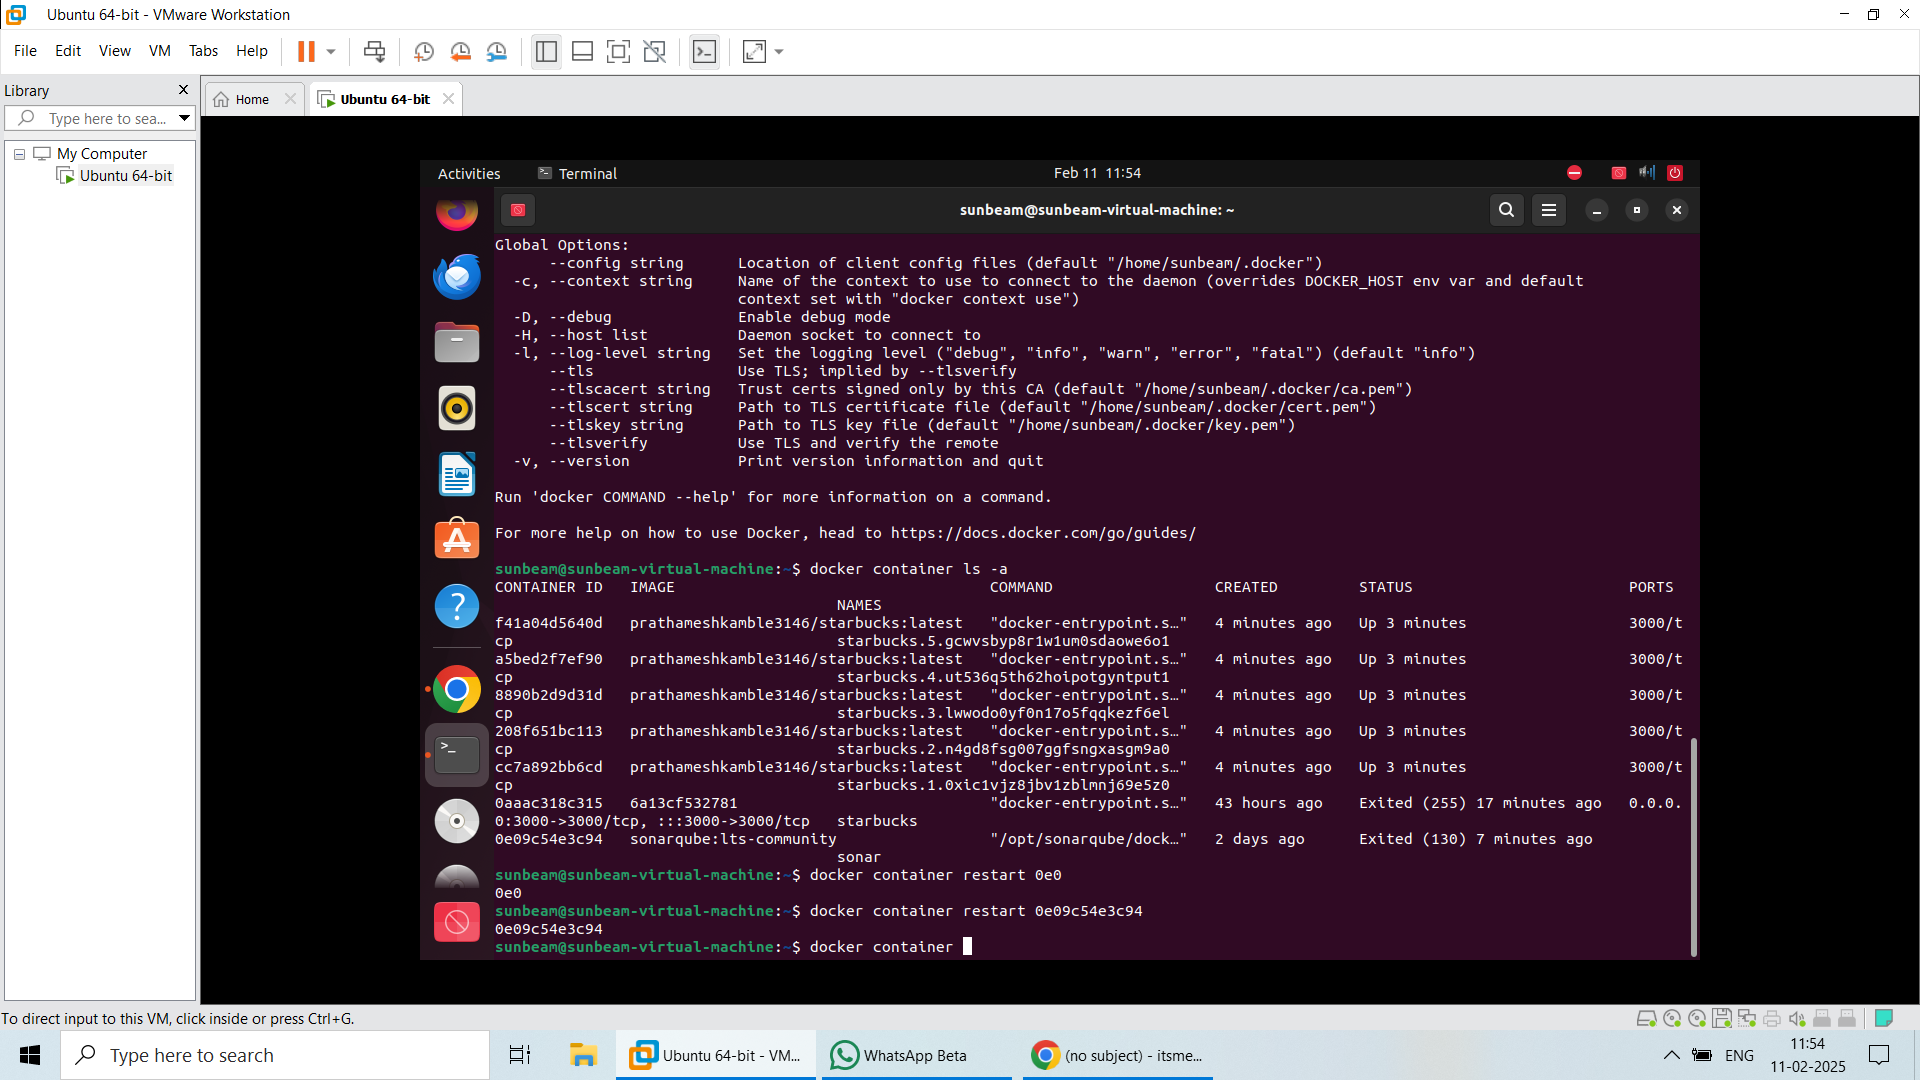 Ubuntu 64-bit - VMware Workstation
File Edit View VM Tabs Help
Library
Home
Ubuntu 64-bit
Type here to sea...
My Computer
Ubuntu 64-bit
Activities
Terminal
Feb 11 11:54
sunbeam@sunbeam-virtual-machine: ~
Global Options:
--config string Location of client config files (default "/home/sunbeam/.docker")
-c, --context string Name of the context to use to connect to the daemon (overrides DOCKER_HOST env var and default
context set with "docker context use")
-D, --debug Enable debug mode
-H, --host list Daemon socket to connect to
-l, --log-level string Set the logging level ("debug", "info", "warn", "error", "fatal") (default "info")
--tls Use TLS; implied by --tlsverify
--tlscacert string Trust certs signed only by this CA (default "/home/sunbeam/.docker/ca.pem")
--tlscert string Path to TLS certificate file (default "/home/sunbeam/.docker/cert.pem")
--tlskey string Path to TLS key file (default "/home/sunbeam/.docker/key.pem")
--tlsverify Use TLS and verify the remote
-v, --version Print version information and quit
Run 'docker COMMAND --help' for more information on a command.
For more help on how to use Docker, head to https://docs.docker.com/go/guides/
sunbeam@sunbeam-virtual-machine:~$ docker container ls -a
CONTAINER ID IMAGE COMMAND CREATED STATUS PORTS
NAMES
f41a04d5640d prathameshkamble3146/starbucks:latest "docker-entrypoint.s…" 4 minutes ago Up 3 minutes 3000/t
cp starbucks.5.gcwvsbyp8r1w1um0sdaowe6o1
a5bed2f7ef90 prathameshkamble3146/starbucks:latest "docker-entrypoint.s…" 4 minutes ago Up 3 minutes 3000/t
cp starbucks.4.ut536q5th62hoipotgyntput1
8890b2d9d31d prathameshkamble3146/starbucks:latest "docker-entrypoint.s…" 4 minutes ago Up 3 minutes 3000/t
cp starbucks.3.lwwodo0yf0n17o5fqqkezf6el
208f651bc113 prathameshkamble3146/starbucks:latest "docker-entrypoint.s…" 4 minutes ago Up 3 minutes 3000/t
cp starbucks.2.n4gd8fsg007ggfsngxasgm9a0
cc7a892bb6cd prathameshkamble3146/starbucks:latest "docker-entrypoint.s…" 4 minutes ago Up 3 minutes 3000/t
cp starbucks.1.0xic1vjz8jbv1zblmnj69e5z0
0aaac318c315 6a13cf532781 "docker-entrypoint.s…" 43 hours ago Exited (255) 17 minutes ago 0.0.0.
0:3000->3000/tcp, :::3000->3000/tcp starbucks
0e09c54e3c94 sonarqube:lts-community "/opt/sonarqube/dock…" 2 days ago Exited (130) 7 minutes ago
sonar
sunbeam@sunbeam-virtual-machine:~$ docker container restart 0e0
0e0
sunbeam@sunbeam-virtual-machine:~$ docker container restart 0e09c54e3c94
0e09c54e3c94
sunbeam@sunbeam-virtual-machine:~$ docker container
To direct input to this VM, click inside or press Ctrl+G.
Type here to search
Ubuntu 64-bit - VM...
WhatsApp Beta
(no subject) - itsme...
ENG
11:54
11-02-2025